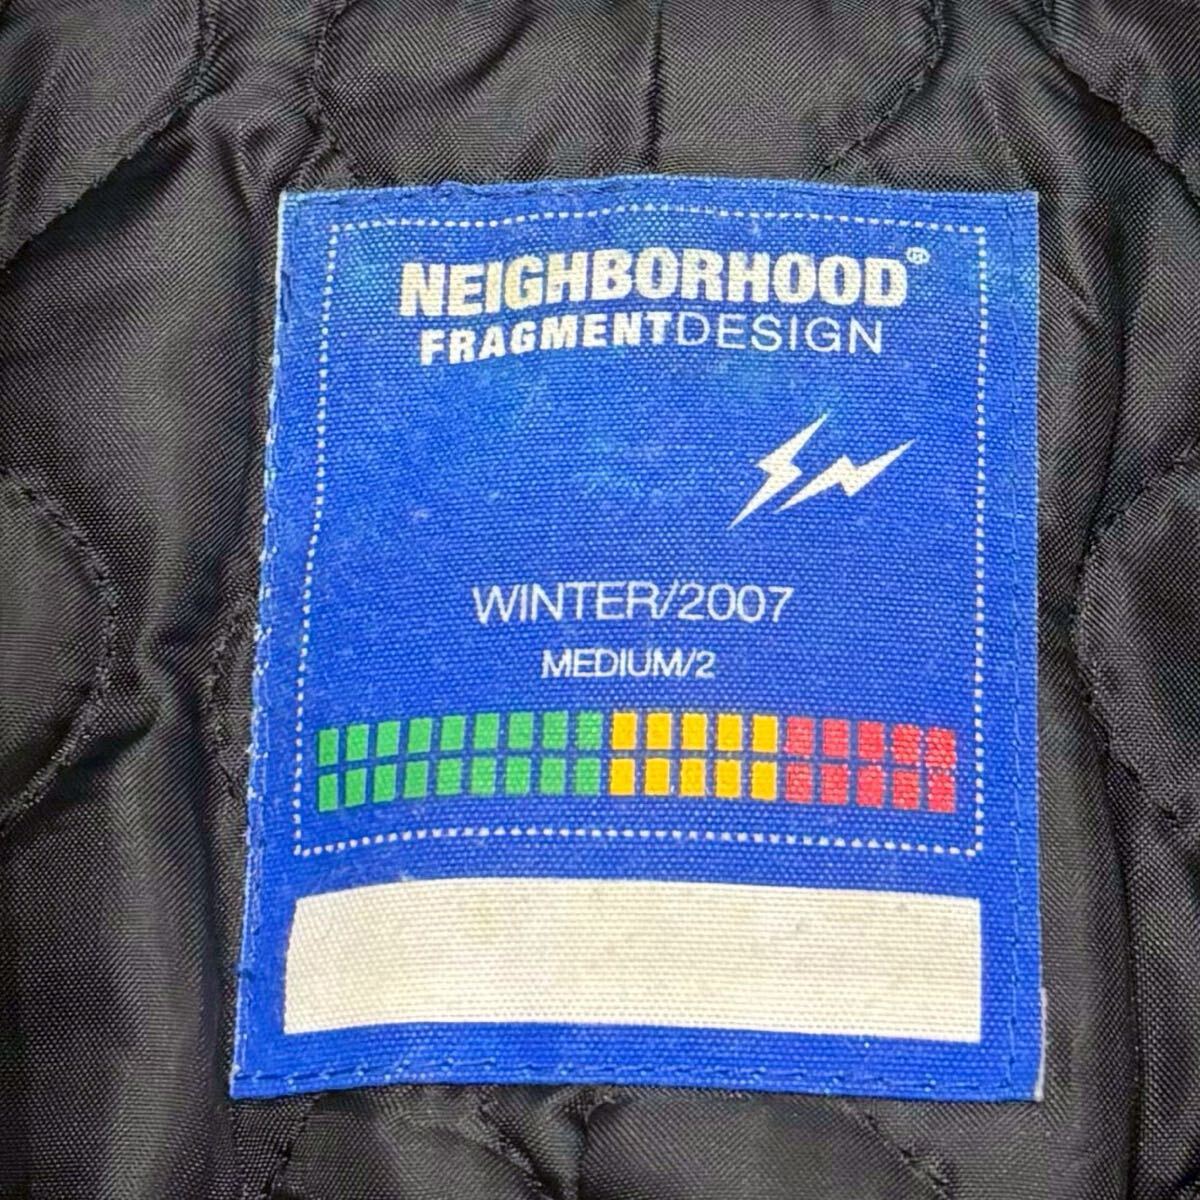 NEIGHBORHOOD®
FRAGMENTDESIGN
WINTER/2007
MEDIUM/2